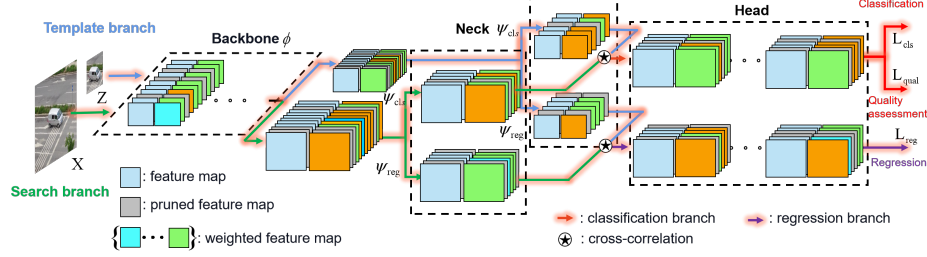 Classification
Head
Template branch
Neck
ψcls
Backbone ϕ
Lcls
Z
ψcls
Lqual
Quality
assessment
X
ψreg
Lreg
Regression
ψreg
Search branch
: feature map
: pruned feature map
{ ··· } : weighted feature map
: classification branch
: regression branch
: cross-correlation